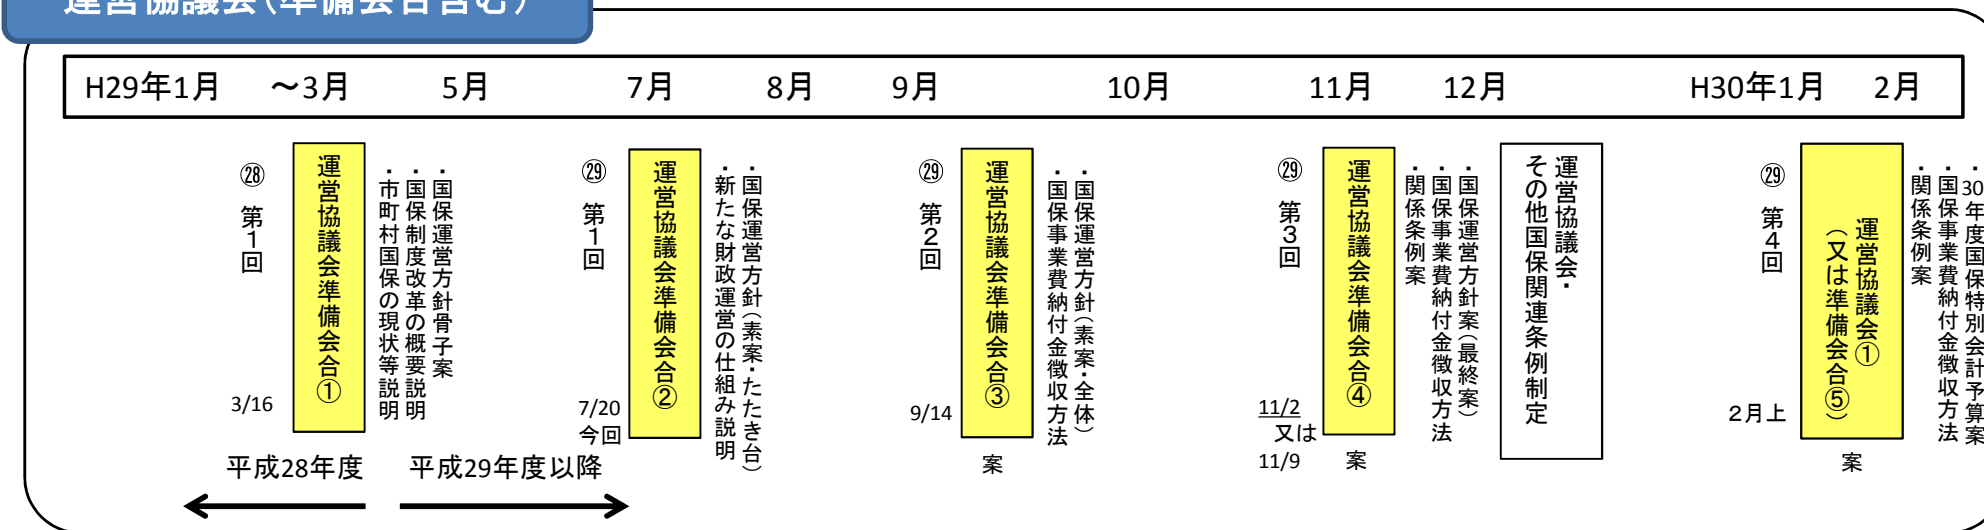 運営協議会(準備会合含む)
H29年1月 ～3月 5月 7月 8月 9月 10月 11月 12月 H30年1月 2月
㉘ 第1回
3/16
運営協議会準備会合①
・国保運営方針骨子案
・国保制度改革の概要説明
・市町村国保の現状等説明
㉙ 第1回
7/20
今回
運営協議会準備会合②
・国保運営方針(素案・たたき台)
・新たな財政運営の仕組み説明
㉙ 第2回
9/14
運営協議会準備会合③
案
・国保運営方針(素案・全体)
・国保事業費納付金徴収方法
㉙ 第3回
11/2
又は
11/9
運営協議会準備会合④
案
・国保運営方針案(最終案)
・国保事業費納付金徴収方法
・関係条例案
運営協議会・
その他国保関連条例制定
㉙ 第4回
2月上
運営協議会①
(又は準備会合⑤)
案
・30年度国保特別会計予算案
・国保事業費納付金徴収方法
・関係条例案
平成28年度
平成29年度以降